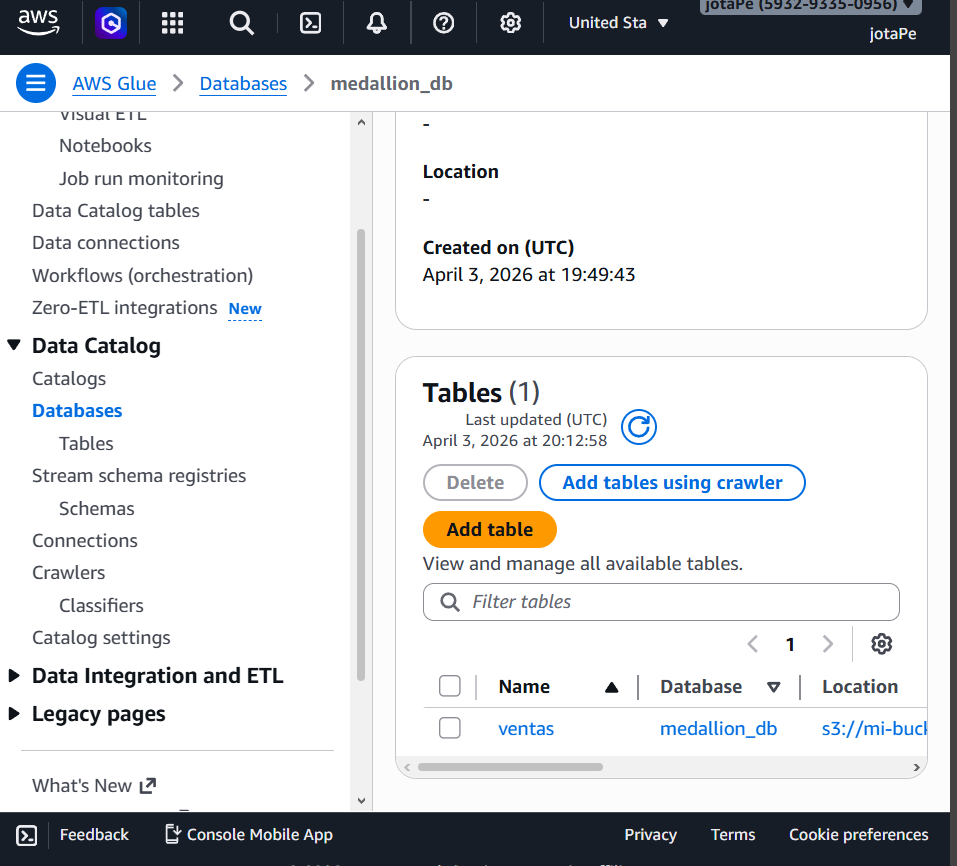 aws
United Sta
jotaPe (5932-9335-0956)
jotaPe
AWS Glue
Databases
medallion_db
Visual ETL
Notebooks
Job run monitoring
Data Catalog tables
Data connections
Workflows (orchestration)
Zero-ETL integrations New
Data Catalog
Catalogs
Databases
Tables
Stream schema registries
Schemas
Connections
Crawlers
Classifiers
Catalog settings
Data Integration and ETL
Legacy pages
What's New
-
Location
-
Created on (UTC)
April 3, 2026 at 19:49:43
Tables (1)
Last updated (UTC)
April 3, 2026 at 20:12:58
Delete
Add tables using crawler
Add table
View and manage all available tables.
Filter tables
1
Name Database Location
ventas medallion_db s3://mi-buck
Feedback Console Mobile App Privacy Terms Cookie preferences